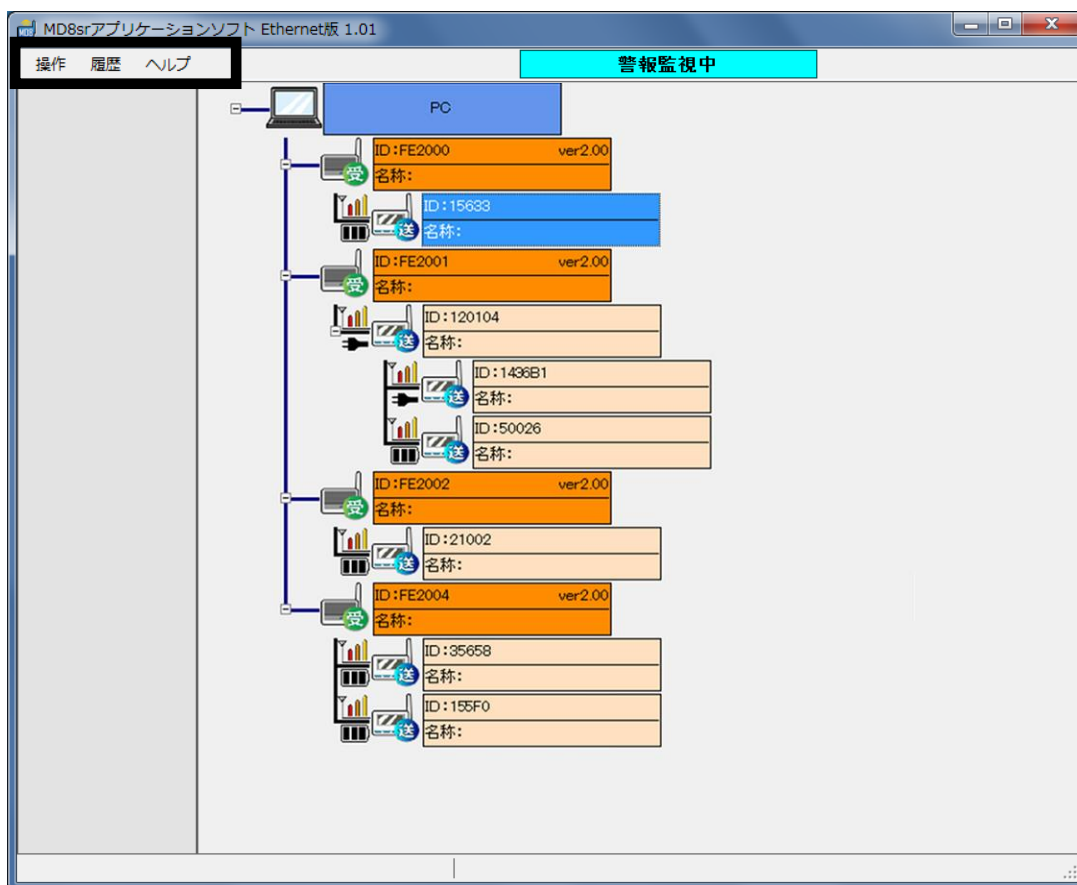 MD8srアプリケーションソフト Ethernet版 1.01
操作 履歴 ヘルプ
警報監視中
PC
ID:FE2000 ver2.00
受 名称:
ID:15633
送 名称:
ID:FE2001 ver2.00
受 名称:
ID:120104
送 名称:
ID:1436B1
送 名称:
ID:50026
送 名称:
ID:FE2002 ver2.00
受 名称:
ID:21002
送 名称:
ID:FE2004 ver2.00
受 名称:
ID:35658
送 名称:
ID:155F0
送 名称: